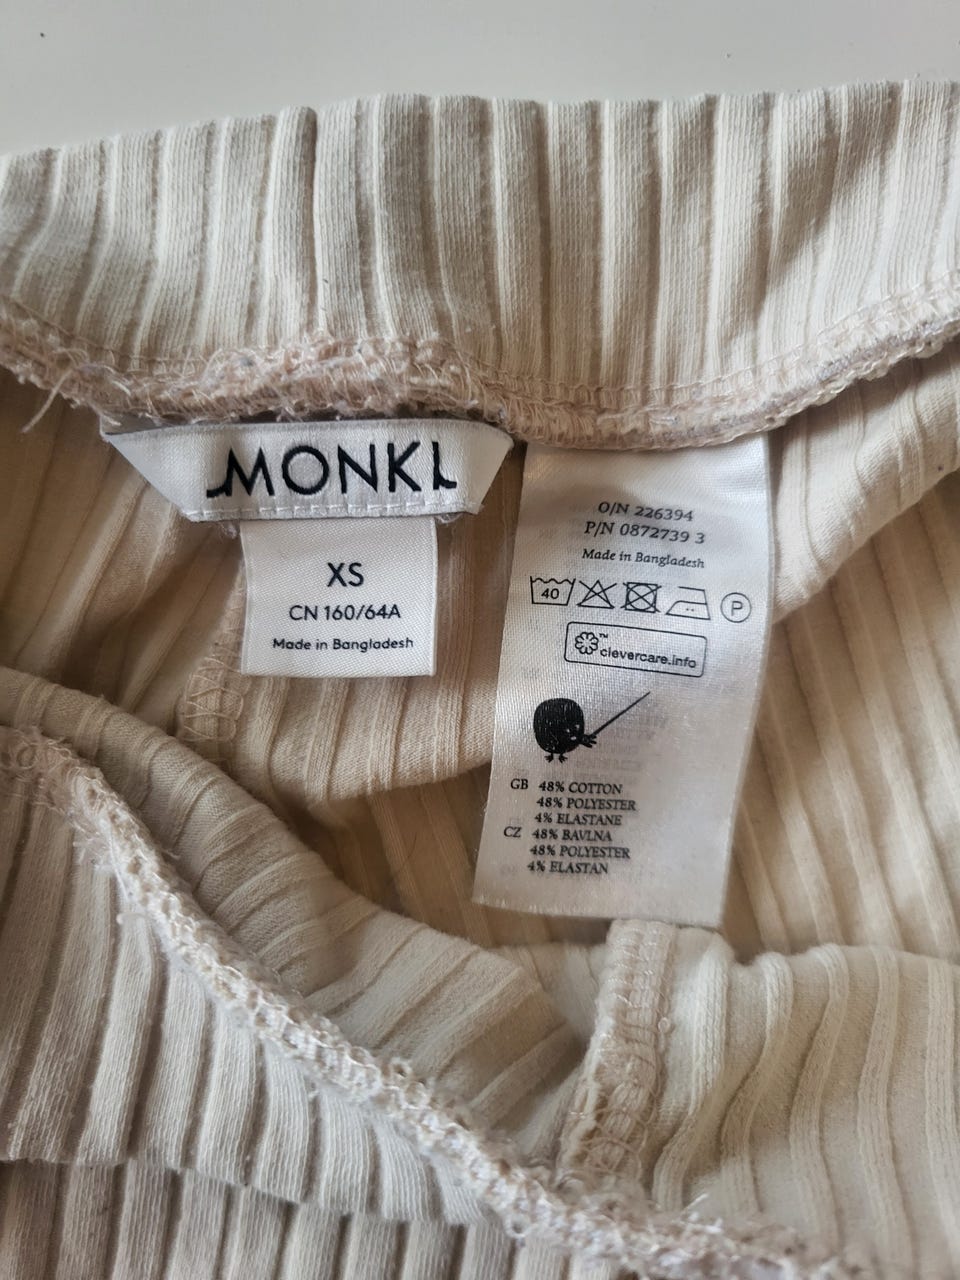 MONKI
XS
CN 160/64A
Made in Bangladesh
O/N 226394
P/N 0872739 3
Made in Bangladesh
40
P
™
clevercare.info
GB 48% COTTON
48% POLYESTER
4% ELASTANE
CZ 48% BAVLNA
48% POLYESTER
4% ELASTAN